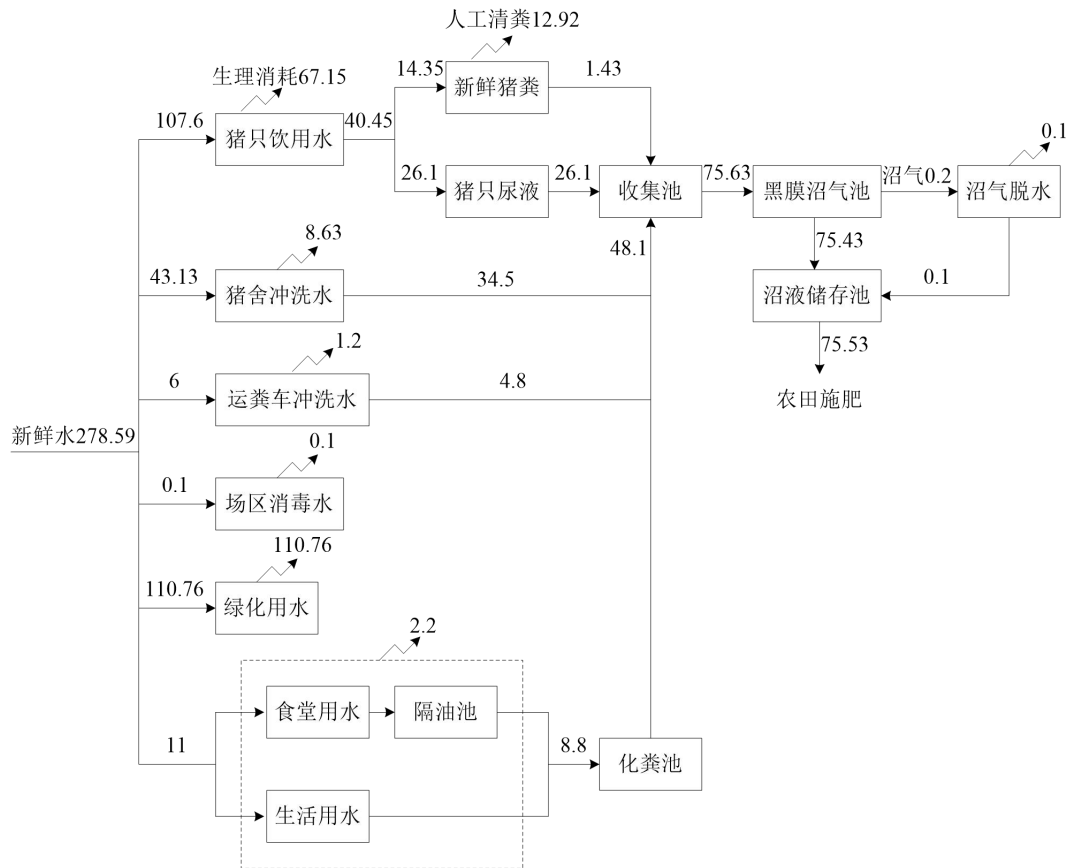 人工清粪12.92
生理消耗67.15
14.35
新鲜猪粪
1.43
107.6
猪只饮用水
40.45
0.1
26.1
猪只尿液
26.1
收集池
75.63
黑膜沼气池
沼气0.2
沼气脱水
8.63
48.1
75.43
43.13
猪舍冲洗水
34.5
沼液储存池
0.1
1.2
75.53
6
运粪车冲洗水
4.8
农田施肥
新鲜水278.59
0.1
0.1
场区消毒水
110.76
110.76
绿化用水
2.2
食堂用水
隔油池
11
8.8
化粪池
生活用水